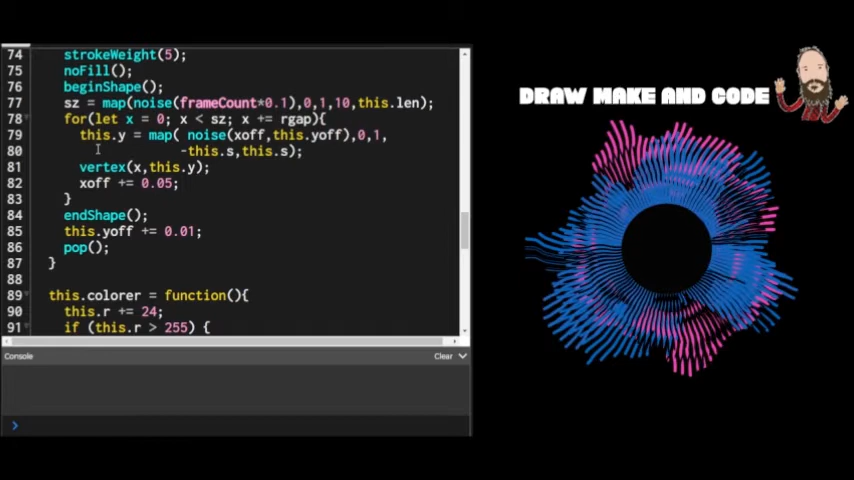 74 strokeWeight(5);
75 noFill();
76 beginShape();
77 sz = map(noise(frameCount*0.1),0,1,10,this.len);
78 for(let x = 0; x < sz; x += rgap){
79 this.y = map( noise(xoff,this.yoff),0,1,
80 -this.s,this.s);
81 vertex(x,this.y);
82 xoff += 0.05;
83 }
84 endShape();
85 this.yoff += 0.01;
86 pop();
87 }
88
89 this.colorer = function(){
90 this.r += 24;
91 if (this.r > 255) {
Console
Clear
>
DRAW MAKE AND CODE